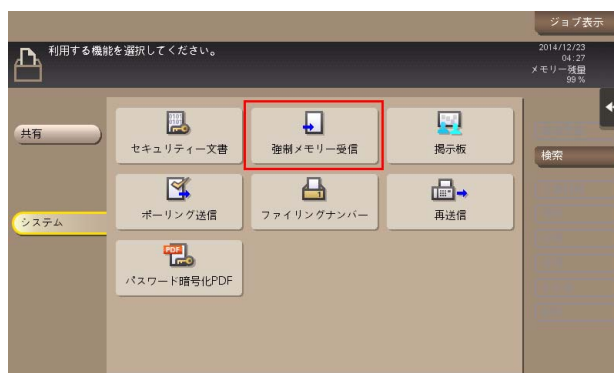 ジョブ表示
利用する機能を選択してください。
2014/12/23
04:27
メモリー残量
99 %
共有
セキュリティー文書
強制メモリー受信
掲示板
検索
ポーリング送信
ファイリングナンバー
再送信
システム
PDF
パスワード暗号化PDF